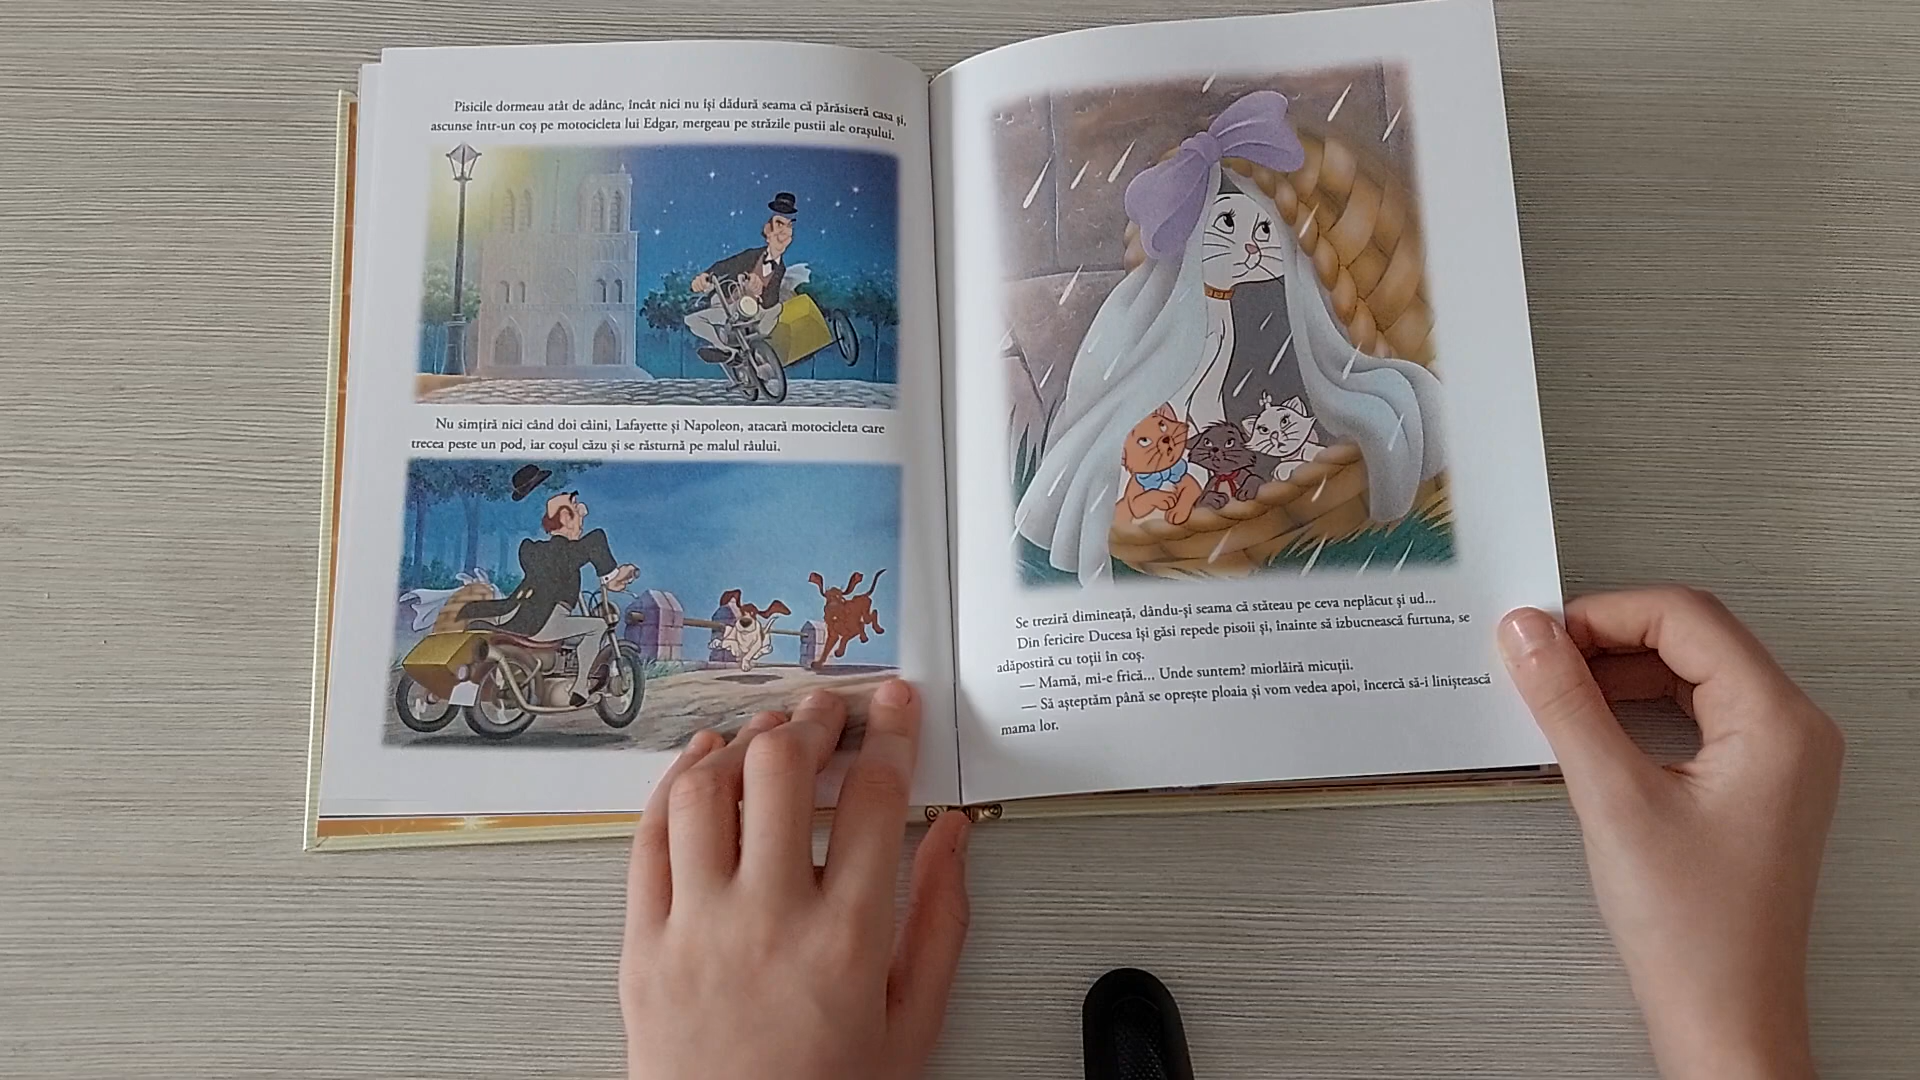 Pisicile dormeau atât de adânc, încât nici nu își dădură seama că părăsiseră casa și,
ascunse într-un coș pe motocicleta lui Edgar, mergeau pe străzile pustii ale orașului.
Nu simțiră nici când doi câini, Lafayette și Napoleon, atacară motocicleta care
trecea peste un pod, iar coșul căzu și se răsturnă pe malul râului.
Se treziră dimineață, dându-și seama că stăteau pe ceva neplăcut și ud...
Din fericire Ducesa își găsi repede pisoii și, înainte să izbucnească furtuna, se
adăpostiră cu toții în coș.
— Mamă, mi-e frică... Unde suntem? miorlăiră micuții.
— Să așteptăm până se oprește ploaia și vom vedea apoi, încercă să-i liniștească
mama lor.